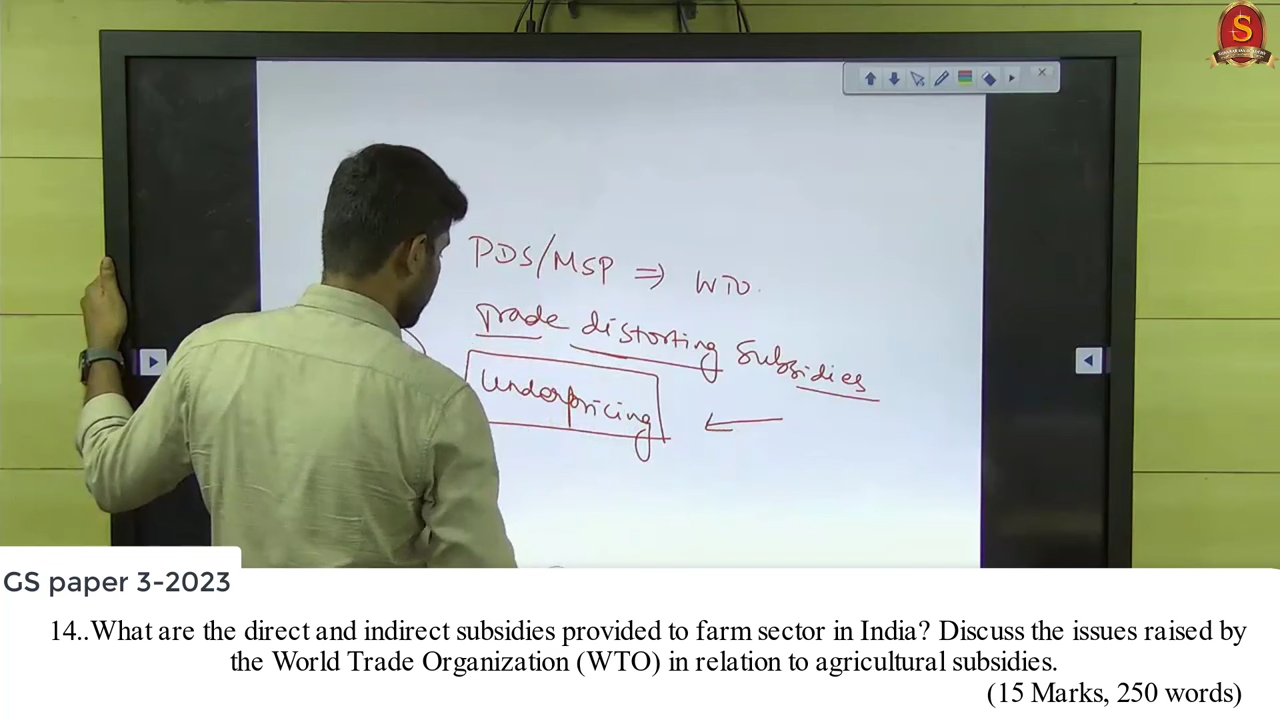 S
PDS/MSP ⇒ WTO.
Trade distorting Subsidies
Underpricing
GS paper 3-2023
14..What are the direct and indirect subsidies provided to farm sector in India? Discuss the issues raised by
the World Trade Organization (WTO) in relation to agricultural subsidies.
(15 Marks, 250 words)